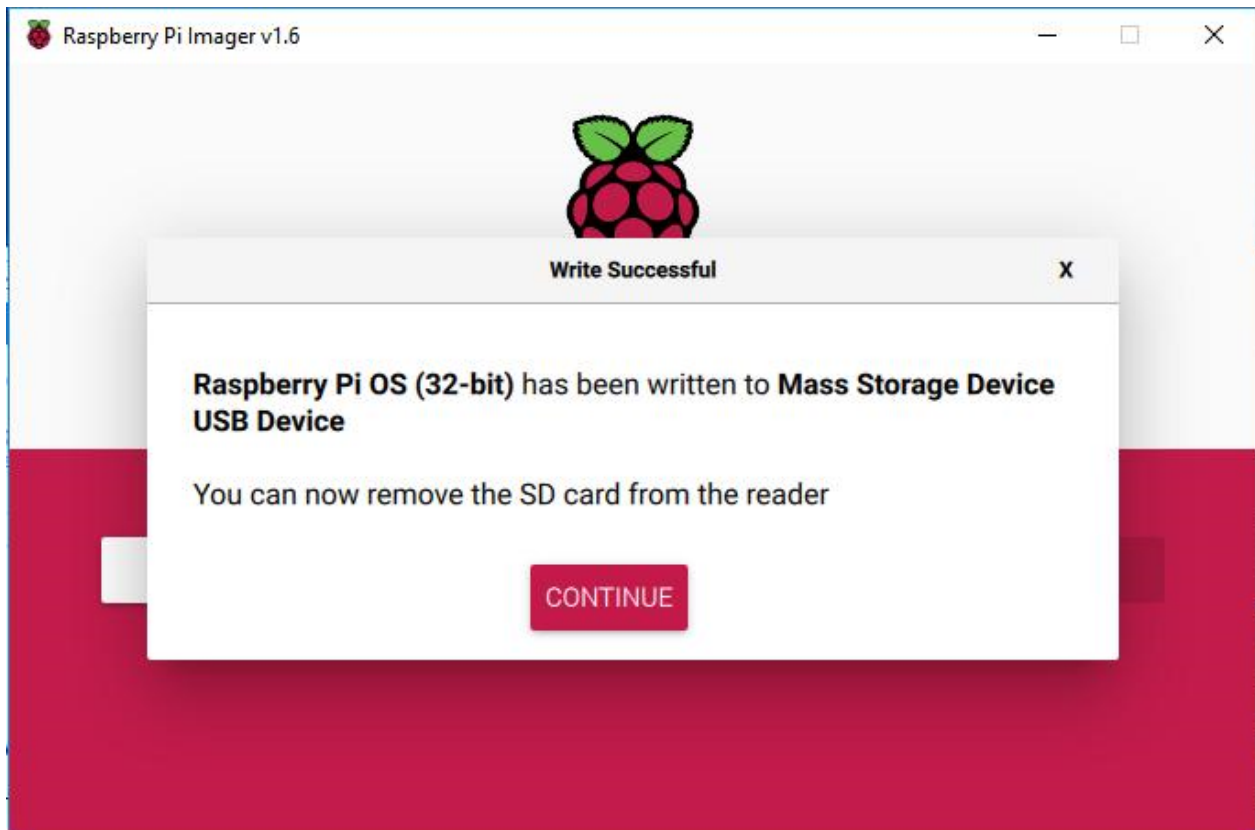 Raspberry Pi Imager v1.6
Write Successful
X
Raspberry Pi OS (32-bit) has been written to Mass Storage Device
USB Device
You can now remove the SD card from the reader
CONTINUE